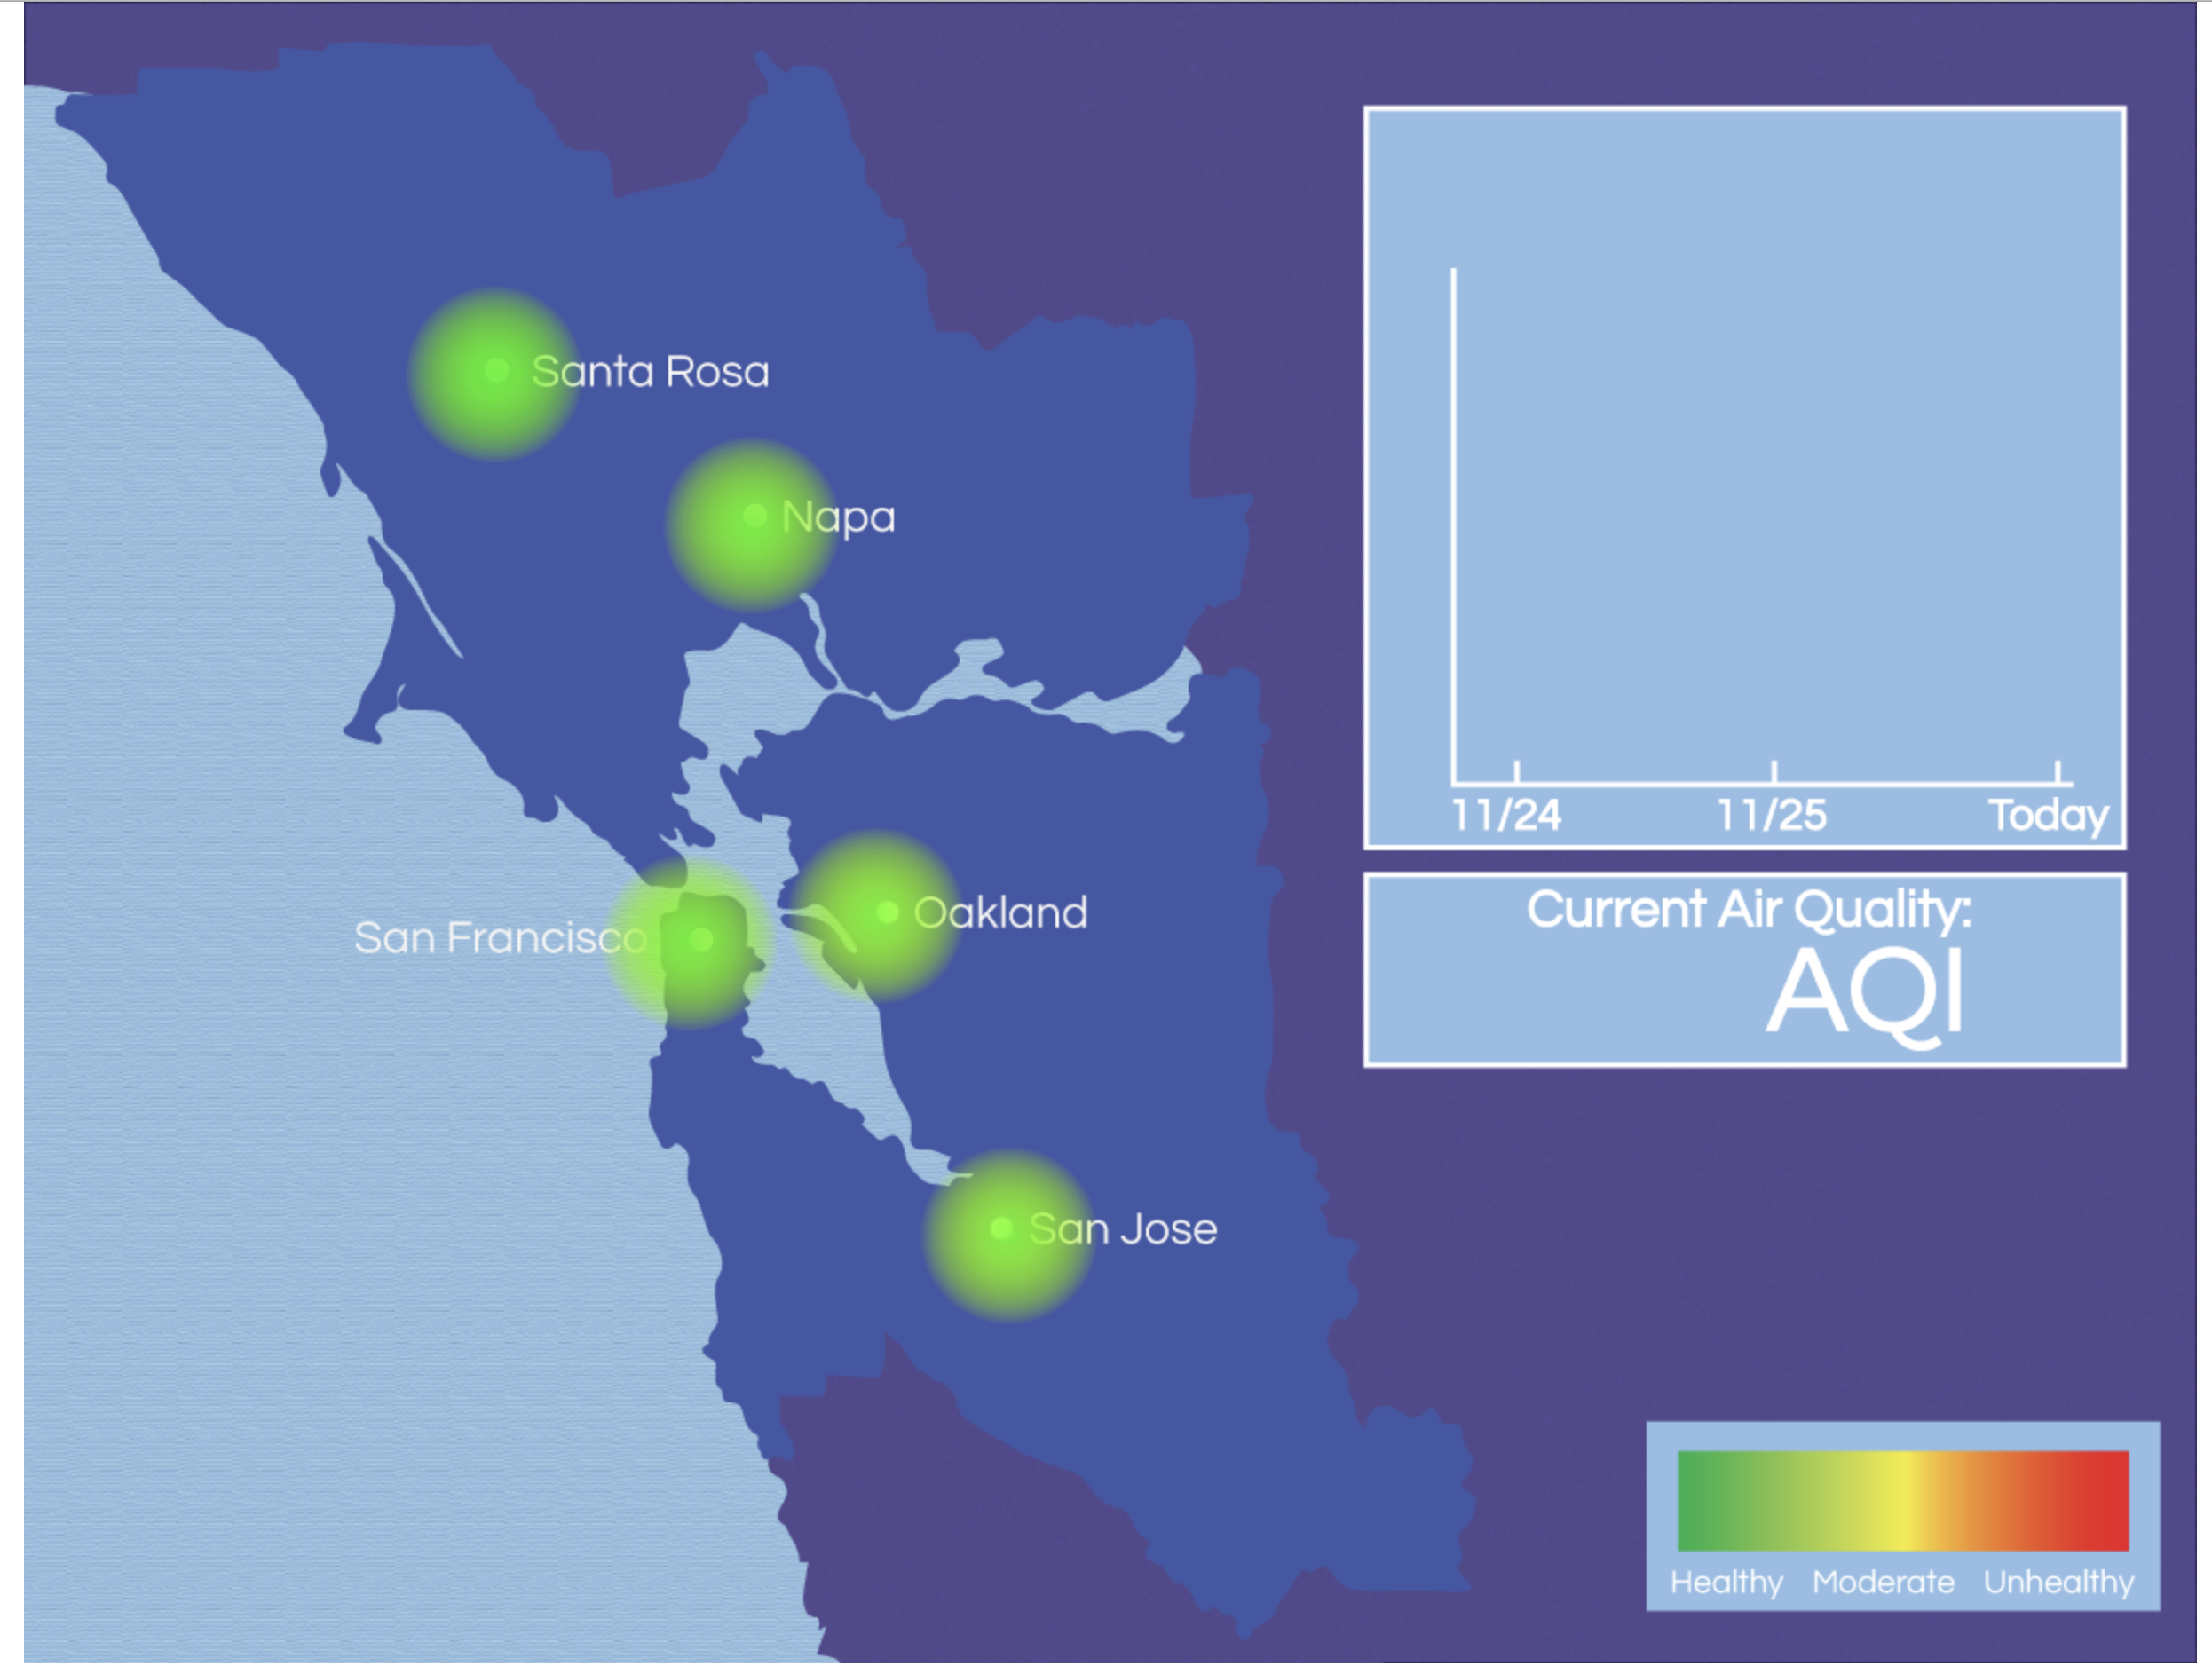 Santa Rosa
Napa
Oakland
San Francisco
San Jose
11/24 11/25 Today
Current Air Quality:
AQI
Healthy Moderate Unhealthy